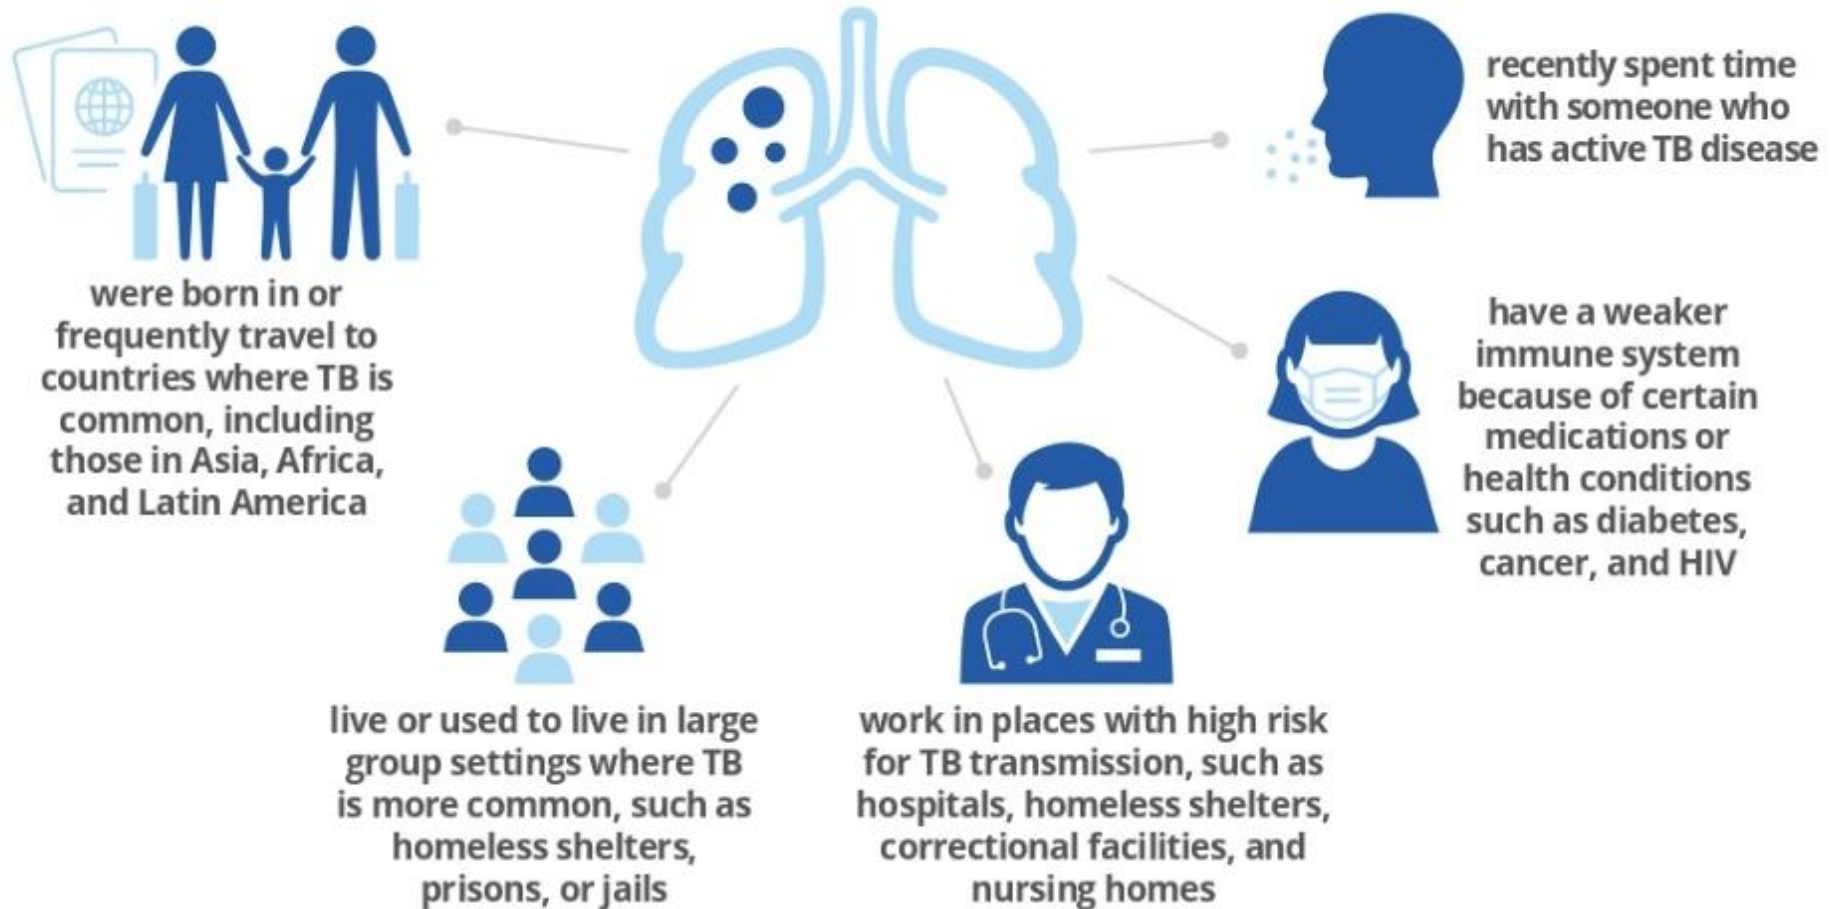 were born in or
frequently travel to
countries where TB is
common, including
those in Asia, Africa,
and Latin America
live or used to live in large
group settings where TB
is more common, such as
homeless shelters,
prisons, or jails
work in places with high risk
for TB transmission, such as
hospitals, homeless shelters,
correctional facilities, and
nursing homes
have a weaker
immune system
because of certain
medications or
health conditions
such as diabetes,
cancer, and HIV
recently spent time
with someone who
has active TB disease